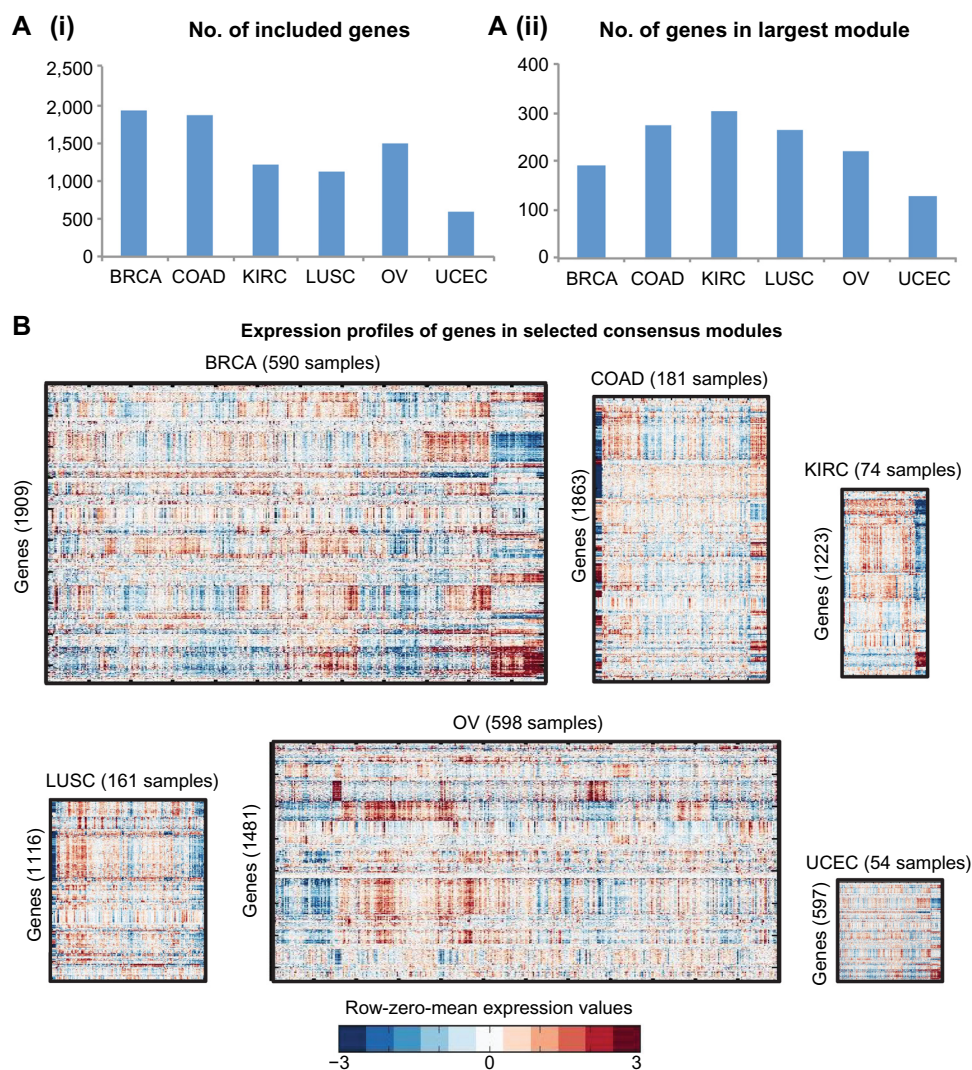 A (i) No. of included genes
2,500
2,000
1,500
1,000
500
0
BRCA COAD KIRC LUSC OV UCEC
A (ii) No. of genes in largest module
400
300
200
100
0
BRCA COAD KIRC LUSC OV UCEC
B
Expression profiles of genes in selected consensus modules
BRCA (590 samples)
Genes (1909)
COAD (181 samples)
Genes (1863)
KIRC (74 samples)
Genes (1223)
LUSC (161 samples)
Genes (1116)
OV (598 samples)
Genes (1481)
UCEC (54 samples)
Genes (597)
Row-zero-mean expression values
−3 0 3